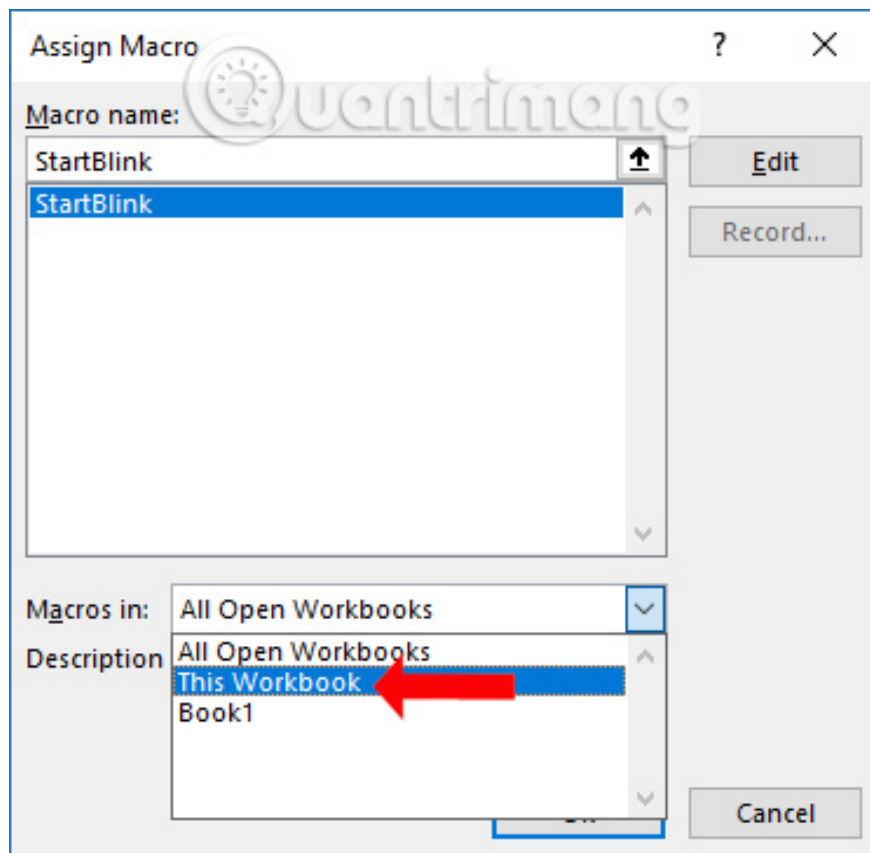 Assign Macro
Quantrimang
Macro name:
StartBlink
Edit
StartBlink
Record...
Macros in:
All Open Workbooks
Description
All Open Workbooks
This Workbook
Book1
Cancel